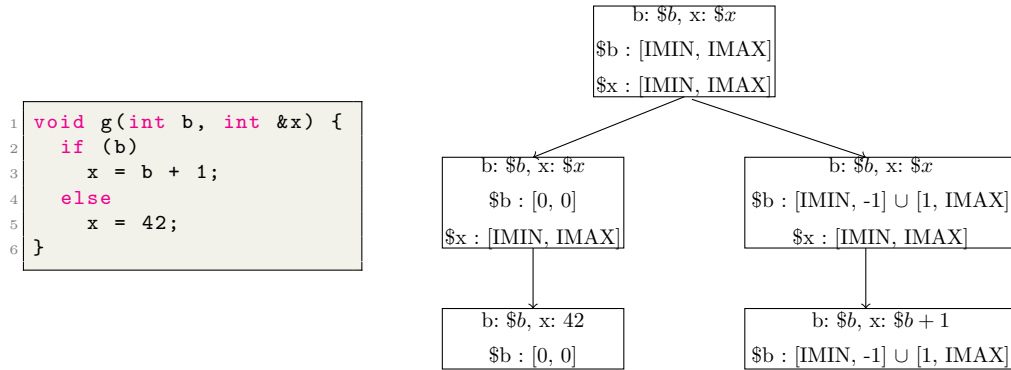 1 void g(int b, int &x) {
2   if (b)
3     x = b + 1;
4   else
5     x = 42;
6 }
b: $b, x: $x
$b : [IMIN, IMAX]
$x : [IMIN, IMAX]
b: $b, x: $x
$b : [0, 0]
$x : [IMIN, IMAX]
b: $b, x: $x
$b : [IMIN, -1] ∪ [1, IMAX]
$x : [IMIN, IMAX]
b: $b, x: 42
$b : [0, 0]
b: $b, x: $b + 1
$b : [IMIN, -1] ∪ [1, IMAX]